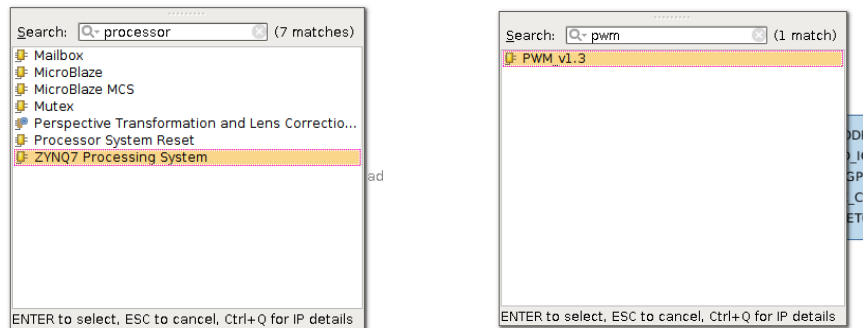 Search: processor (7 matches)
Mailbox
MicroBlaze
MicroBlaze MCS
Mutex
Perspective Transformation and Lens Correctio...
Processor System Reset
ZYNQ7 Processing System
ENTER to select, ESC to cancel, Ctrl+Q for IP details
ad
Search: pwm (1 match)
PWM_v1.3
ENTER to select, ESC to cancel, Ctrl+Q for IP details